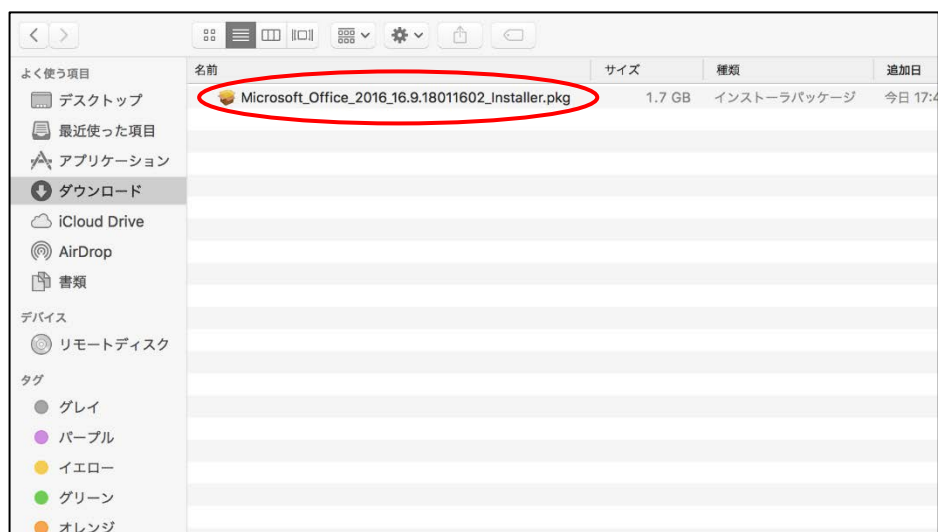 よく使う項目
デスクトップ
最近使った項目
アプリケーション
ダウンロード
iCloud Drive
AirDrop
書類
デバイス
リモートディスク
タグ
グレイ
パープル
イエロー
グリーン
オレンジ
名前 サイズ 種類 追加日
Microsoft_Office_2016_16.9.18011602_Installer.pkg 1.7 GB インストーラパッケージ 今日 17:4